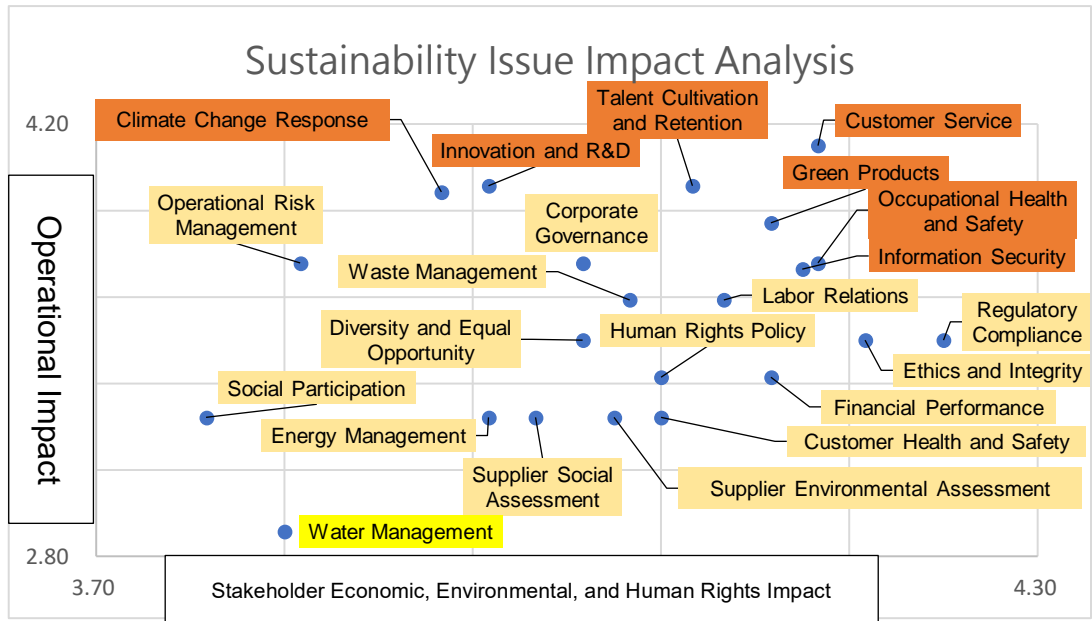 Sustainability Issue Impact Analysis
4.20
Climate Change Response
Talent Cultivation
and Retention
Customer Service
Innovation and R&D
Green Products
Operational Risk
Management
Corporate
Governance
Occupational Health
and Safety
Waste Management
Information Security
Operational Impact
Labor Relations
Regulatory
Compliance
Diversity and Equal
Opportunity
Human Rights Policy
Ethics and Integrity
Social Participation
Financial Performance
Energy Management
Customer Health and Safety
Supplier Social
Assessment
Supplier Environmental Assessment
Water Management
2.80
3.70
Stakeholder Economic, Environmental, and Human Rights Impact
4.30